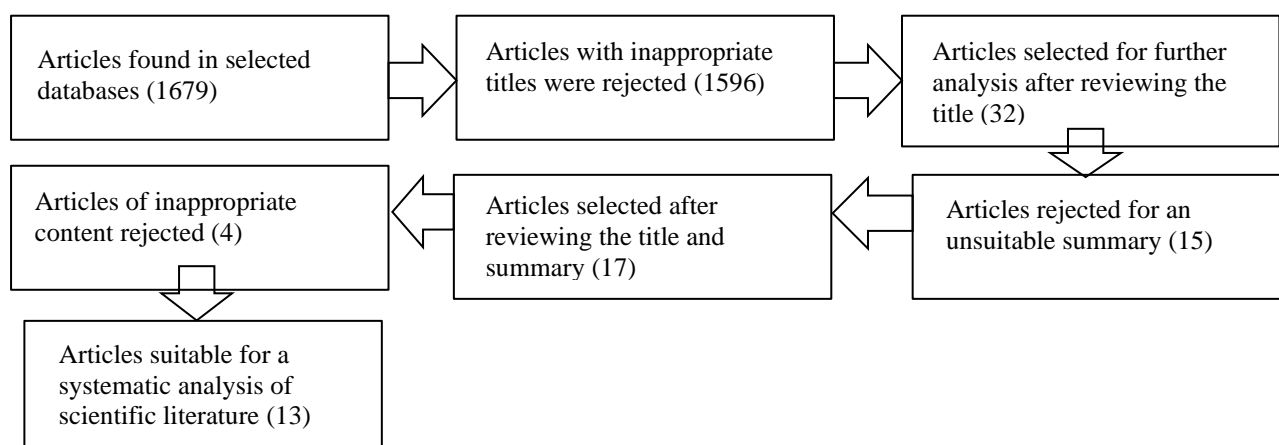 Articles found in selected
databases (1679)
Articles with inappropriate
titles were rejected (1596)
Articles selected for further
analysis after reviewing the
title (32)
Articles rejected for an
unsuitable summary (15)
Articles selected after
reviewing the title and
summary (17)
Articles of inappropriate
content rejected (4)
Articles suitable for a
systematic analysis of
scientific literature (13)